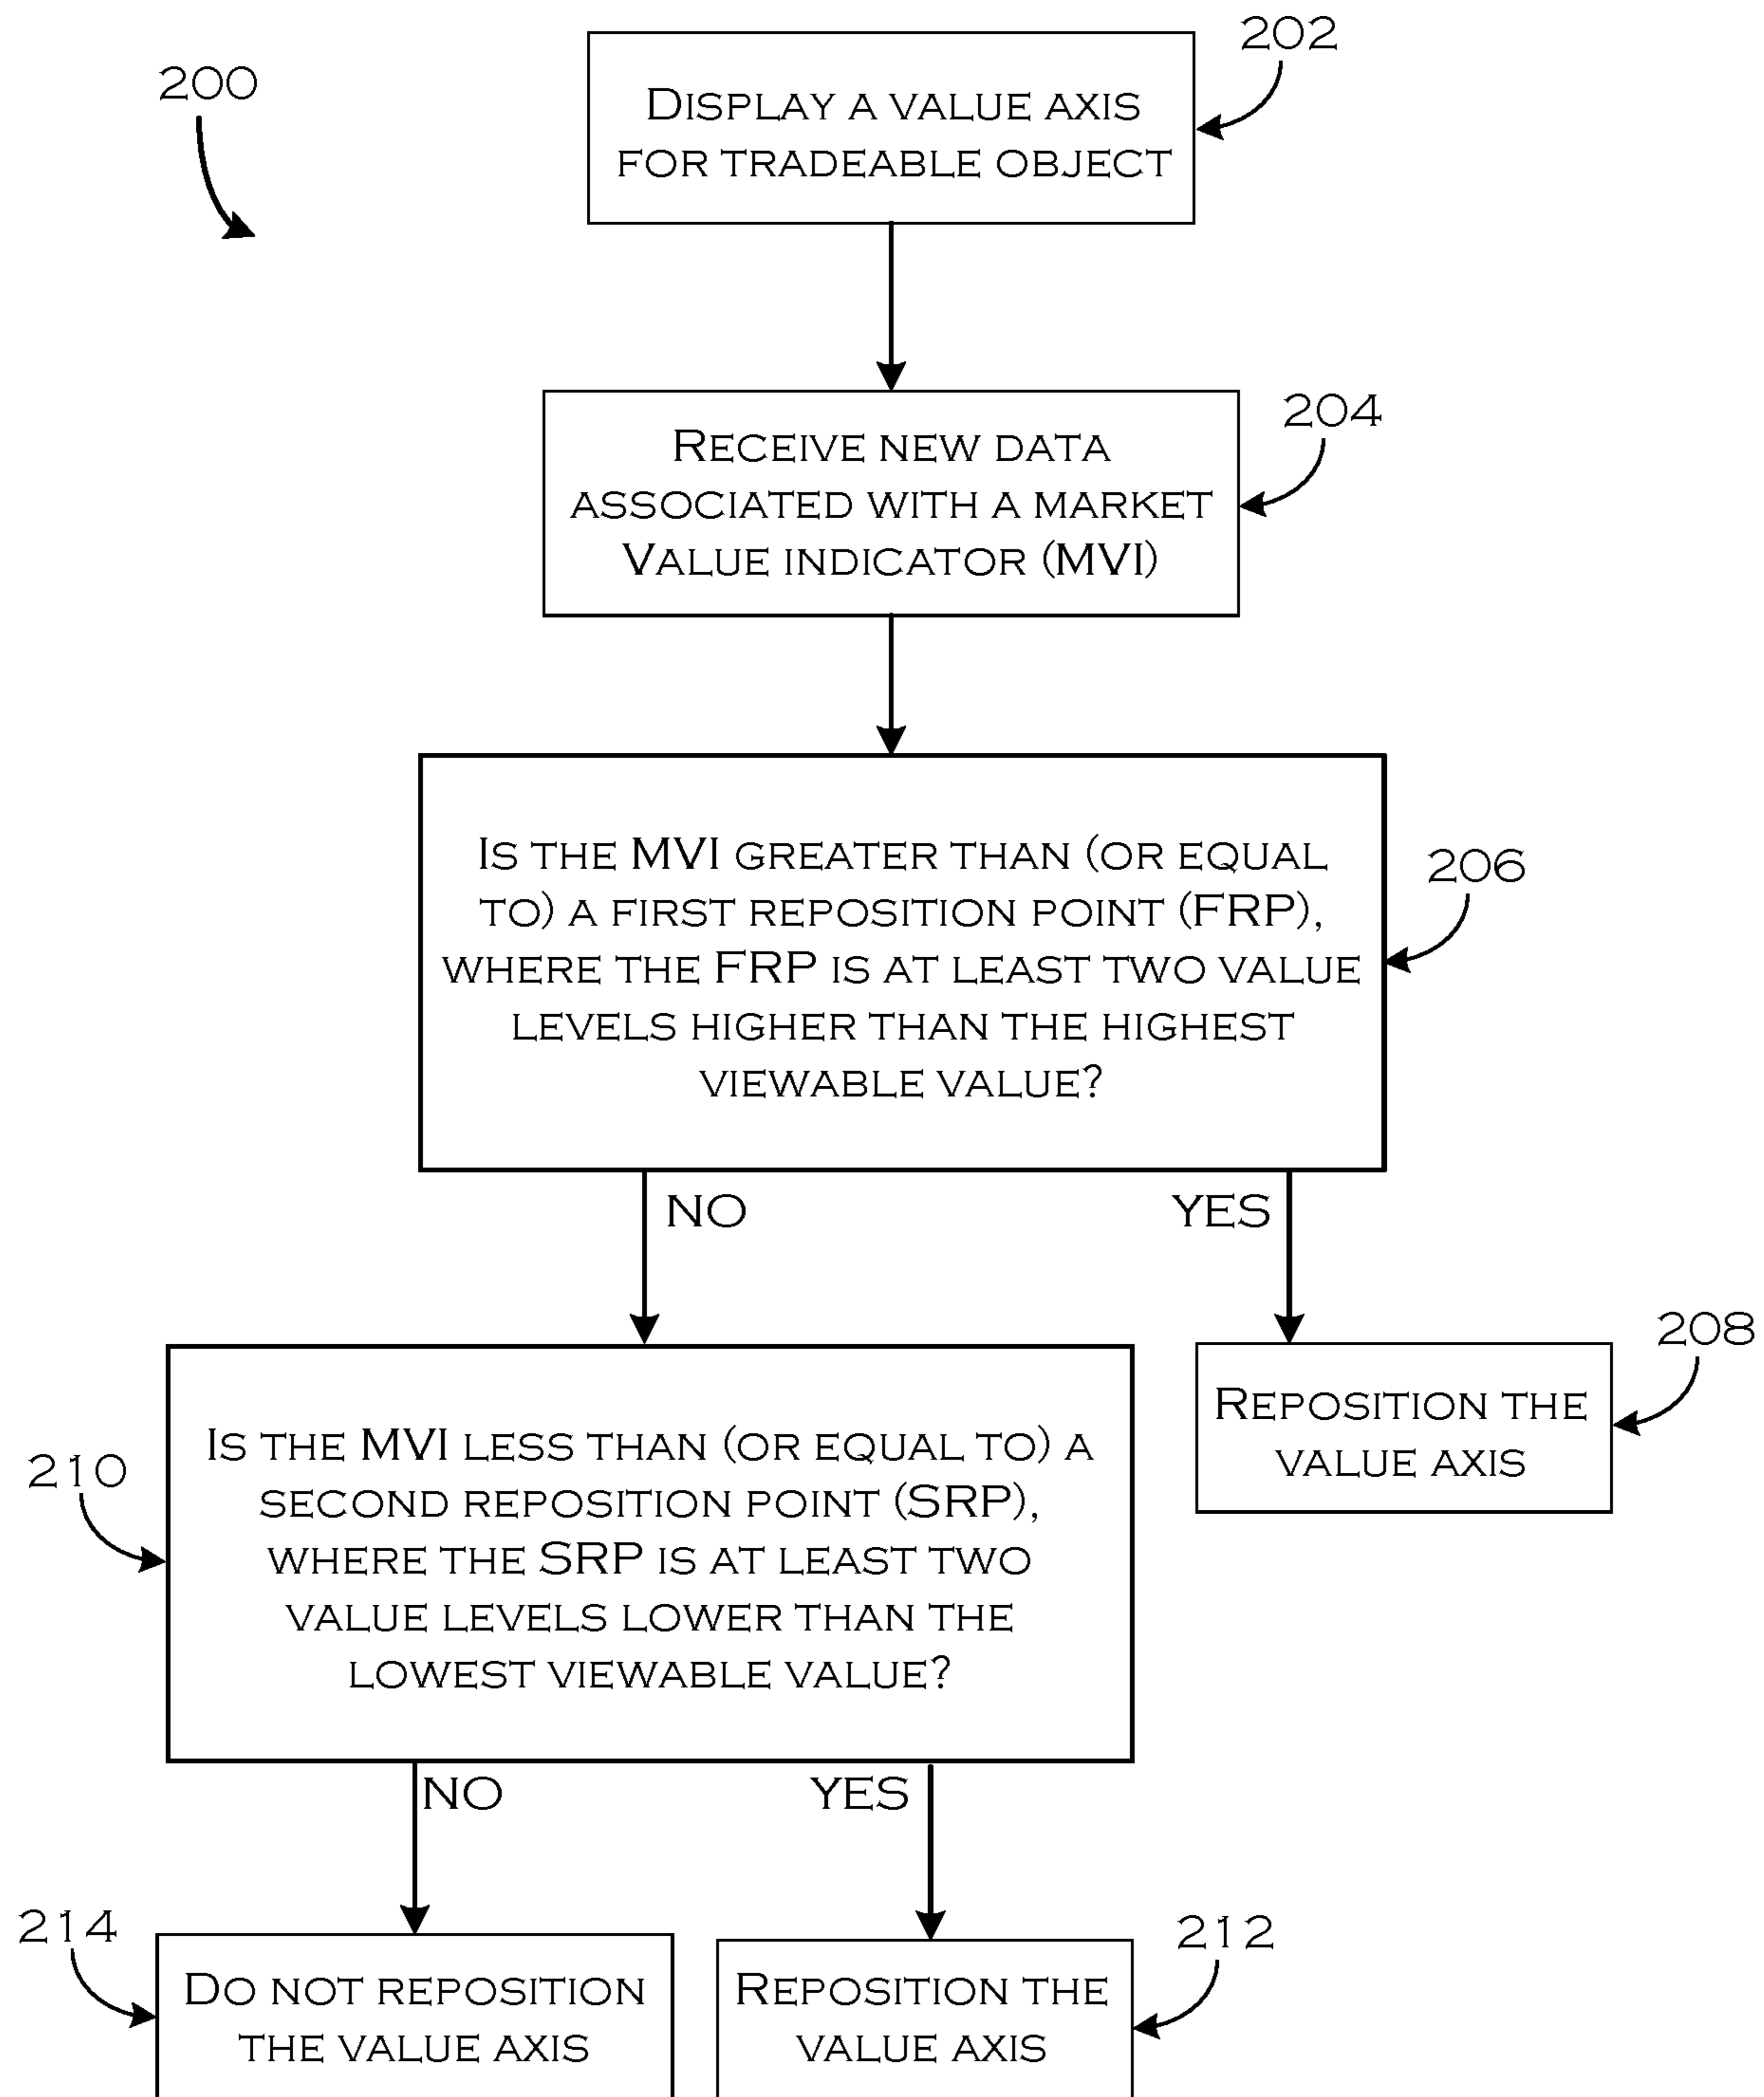 200
202
DISPLAY A VALUE AXIS
FOR TRADEABLE OBJECT
204
RECEIVE NEW DATA
ASSOCIATED WITH A MARKET
VALUE INDICATOR (MVI)
206
IS THE MVI GREATER THAN (OR EQUAL
TO) A FIRST REPOSITION POINT (FRP),
WHERE THE FRP IS AT LEAST TWO VALUE
LEVELS HIGHER THAN THE HIGHEST
VIEWABLE VALUE?
NO
YES
208
REPOSITION THE
VALUE AXIS
210
IS THE MVI LESS THAN (OR EQUAL TO) A
SECOND REPOSITION POINT (SRP),
WHERE THE SRP IS AT LEAST TWO
VALUE LEVELS LOWER THAN THE
LOWEST VIEWABLE VALUE?
NO
YES
214
DO NOT REPOSITION
THE VALUE AXIS
212
REPOSITION THE
VALUE AXIS